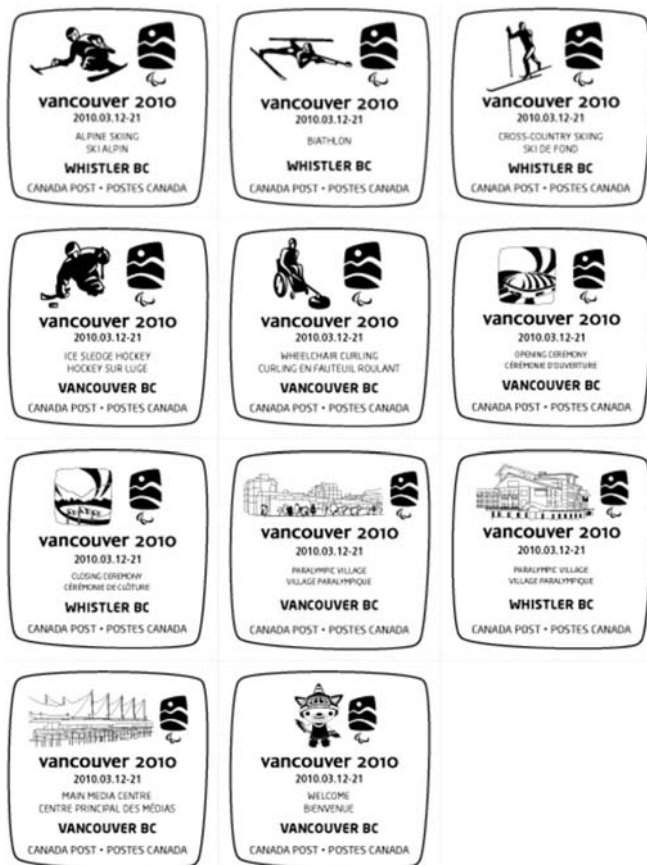 vancouver 2010
2010.03.12-21
ALPINE SKIING
SKI ALPIN
WHISTLER BC
CANADA POST • POSTES CANADA
vancouver 2010
2010.03.12-21
BIATHLON
WHISTLER BC
CANADA POST • POSTES CANADA
vancouver 2010
2010.03.12-21
CROSS-COUNTRY SKIING
SKI DE FOND
WHISTLER BC
CANADA POST • POSTES CANADA
vancouver 2010
2010.03.12-21
ICE SLEDGE HOCKEY
HOCKEY SUR LUGE
VANCOUVER BC
CANADA POST • POSTES CANADA
vancouver 2010
2010.03.12-21
WHEELCHAIR CURLING
CURLING EN FAUTEUIL ROULANT
VANCOUVER BC
CANADA POST • POSTES CANADA
vancouver 2010
2010.03.12-21
OPENING CEREMONY
CÉRÉMONIE D'OUVERTURE
VANCOUVER BC
CANADA POST • POSTES CANADA
vancouver 2010
2010.03.12-21
CLOSING CEREMONY
CÉRÉMONIE DE CLÔTURE
WHISTLER BC
CANADA POST • POSTES CANADA
vancouver 2010
2010.03.12-21
PARALYMPIC VILLAGE
VILLAGE PARALYMPIQUE
VANCOUVER BC
CANADA POST • POSTES CANADA
vancouver 2010
2010.03.12-21
PARALYMPIC VILLAGE
VILLAGE PARALYMPIQUE
WHISTLER BC
CANADA POST • POSTES CANADA
vancouver 2010
2010.03.12-21
MAIN MEDIA CENTRE
CENTRE PRINCIPAL DES MÉDIAS
VANCOUVER BC
CANADA POST • POSTES CANADA
vancouver 2010
2010.03.12-21
WELCOME
BIENVENUE
VANCOUVER BC
CANADA POST • POSTES CANADA